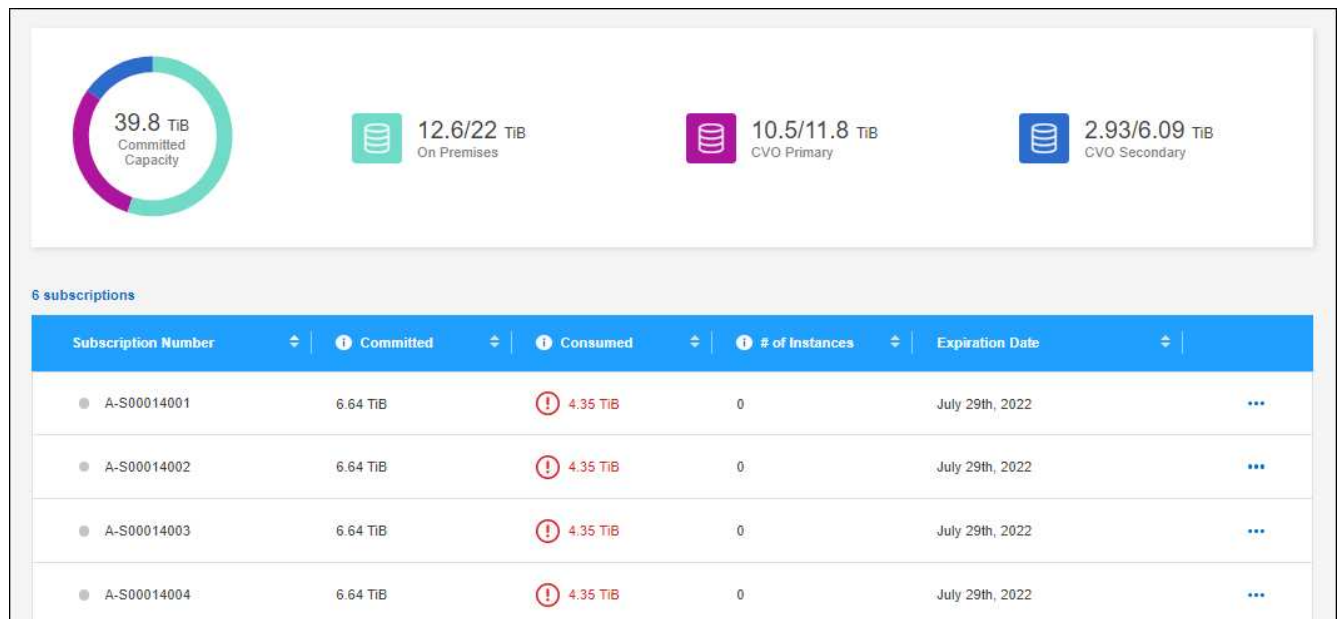 39.8 TiB
Committed
Capacity
12.6/22 TiB
On Premises
10.5/11.8 TiB
CVO Primary
2.93/6.09 TiB
CVO Secondary
6 subscriptions
Subscription Number Committed Consumed # of Instances Expiration Date
A-S00014001 6.64 TiB 4.35 TiB 0 July 29th, 2022
A-S00014002 6.64 TiB 4.35 TiB 0 July 29th, 2022
A-S00014003 6.64 TiB 4.35 TiB 0 July 29th, 2022
A-S00014004 6.64 TiB 4.35 TiB 0 July 29th, 2022